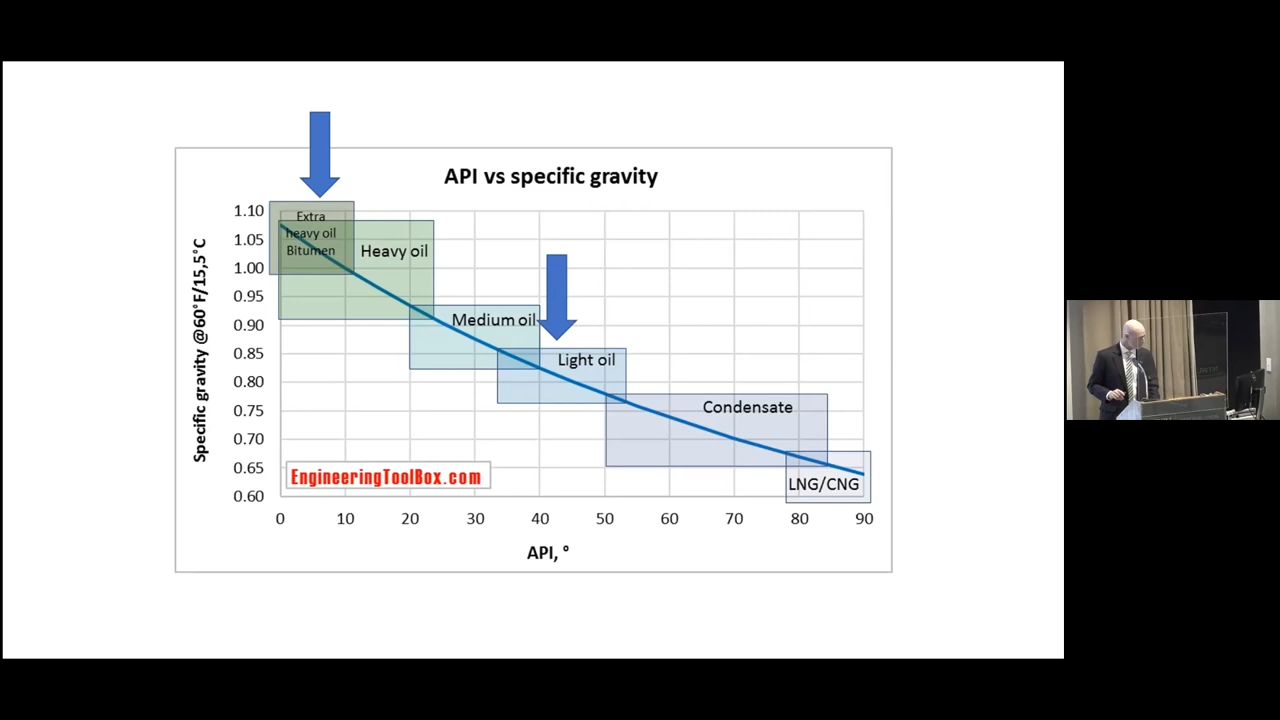 API vs specific gravity
Specific gravity @60°F/15,5°C
1.10
1.05
1.00
0.95
0.90
0.85
0.80
0.75
0.70
0.65
0.60
Extra
heavy oil
Bitumen
Heavy oil
Medium oil
Light oil
Condensate
LNG/CNG
EngineeringToolBox.com
0 10 20 30 40 50 60 70 80 90
API, °